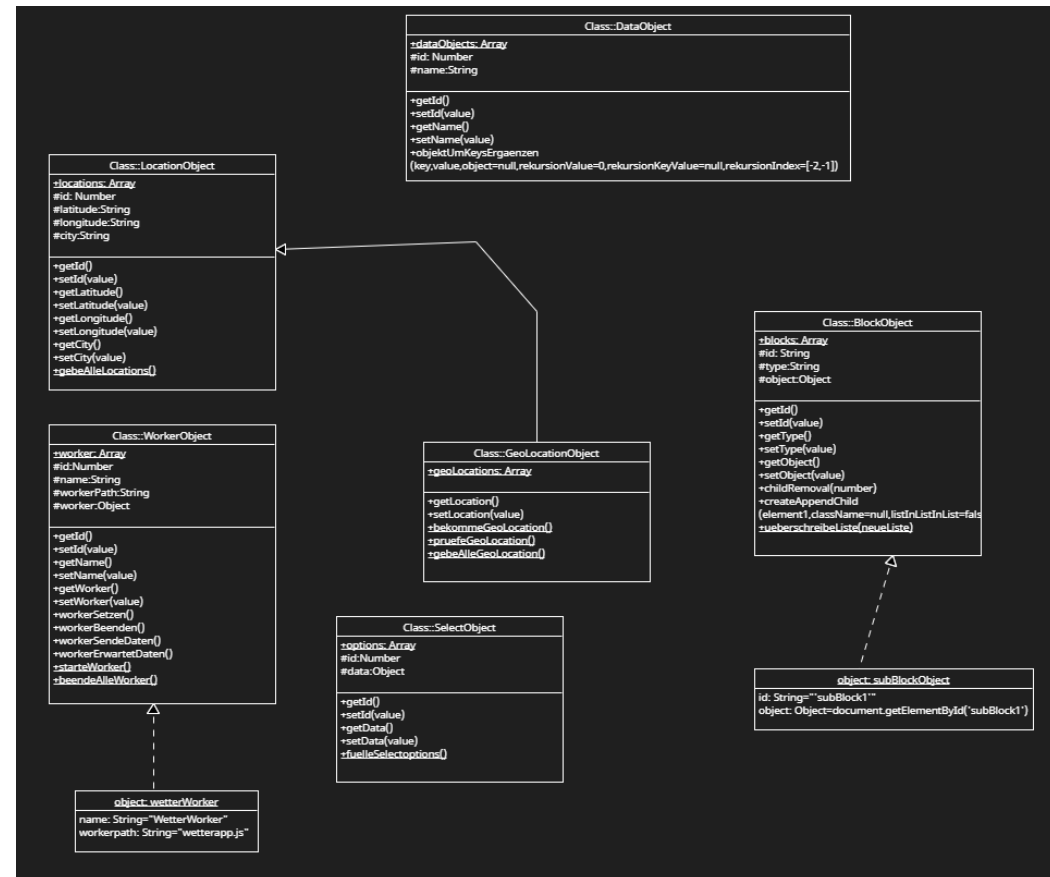 Class::DataObject
+dataObjects: Array
#id: Number
#name:String
+getId()
+setId(value)
+getName()
+setName(value)
+objektUmKeysErgaenzen
(key,value,object=null,rekursionValue=0,rekursionKeyValue=null,rekursionIndex=[-2,-1])
Class::LocationObject
+locations: Array
#id: Number
#latitude:String
#longitude:String
#city:String
+getId()
+setId(value)
+getLatitude()
+setLatitude(value)
+getLongitude()
+setLongitude(value)
+getCity()
+setCity(value)
+gebeAlleLocations()
Class::BlockObject
+blocks: Array
#id: String
#type:String
#object:Object
+getId()
+setId(value)
+getType()
+setType(value)
+getObject()
+setObject(value)
+childRemoval(number)
+createAppendChild
(element1,className=null,listInListInList=fals
+ueberschreibeListe(neueListe)
Class::WorkerObject
+worker: Array
#id:Number
#name:String
#workerPath:String
#worker:Object
+getId()
+setId(value)
+getName()
+setName(value)
+getWorker()
+setWorker(value)
+workerSetzen()
+workerBeenden()
+workerSendeDaten()
+workerErwartetDaten()
+starteWorker()
+beendeAlleWorker()
Class::GeoLocationObject
+geoLocations: Array
+getLocation()
+setLocation(value)
+bekommeGeoLocation()
+pruefeGeoLocation()
+gebeAlleGeoLocation()
Class::SelectObject
+options: Array
#id:Number
#data:Object
+getId()
+setId(value)
+getData()
+setData(value)
+fuelleSelectoptions()
object: subBlockObject
id: String="'subBlock1'"
object: Object=document.getElementById('subBlock1')
object: wetterWorker
name: String="WetterWorker"
workerpath: String="wetterapp.js"